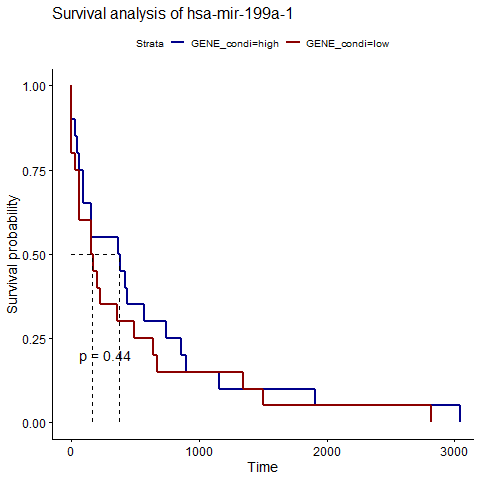 Survival analysis of hsa-mir-199a-1
Strata GENE_condi=high GENE_condi=low
1.00
0.75
0.50
0.25
0.00
Survival probability
p = 0.44
0 1000 2000 3000
Time